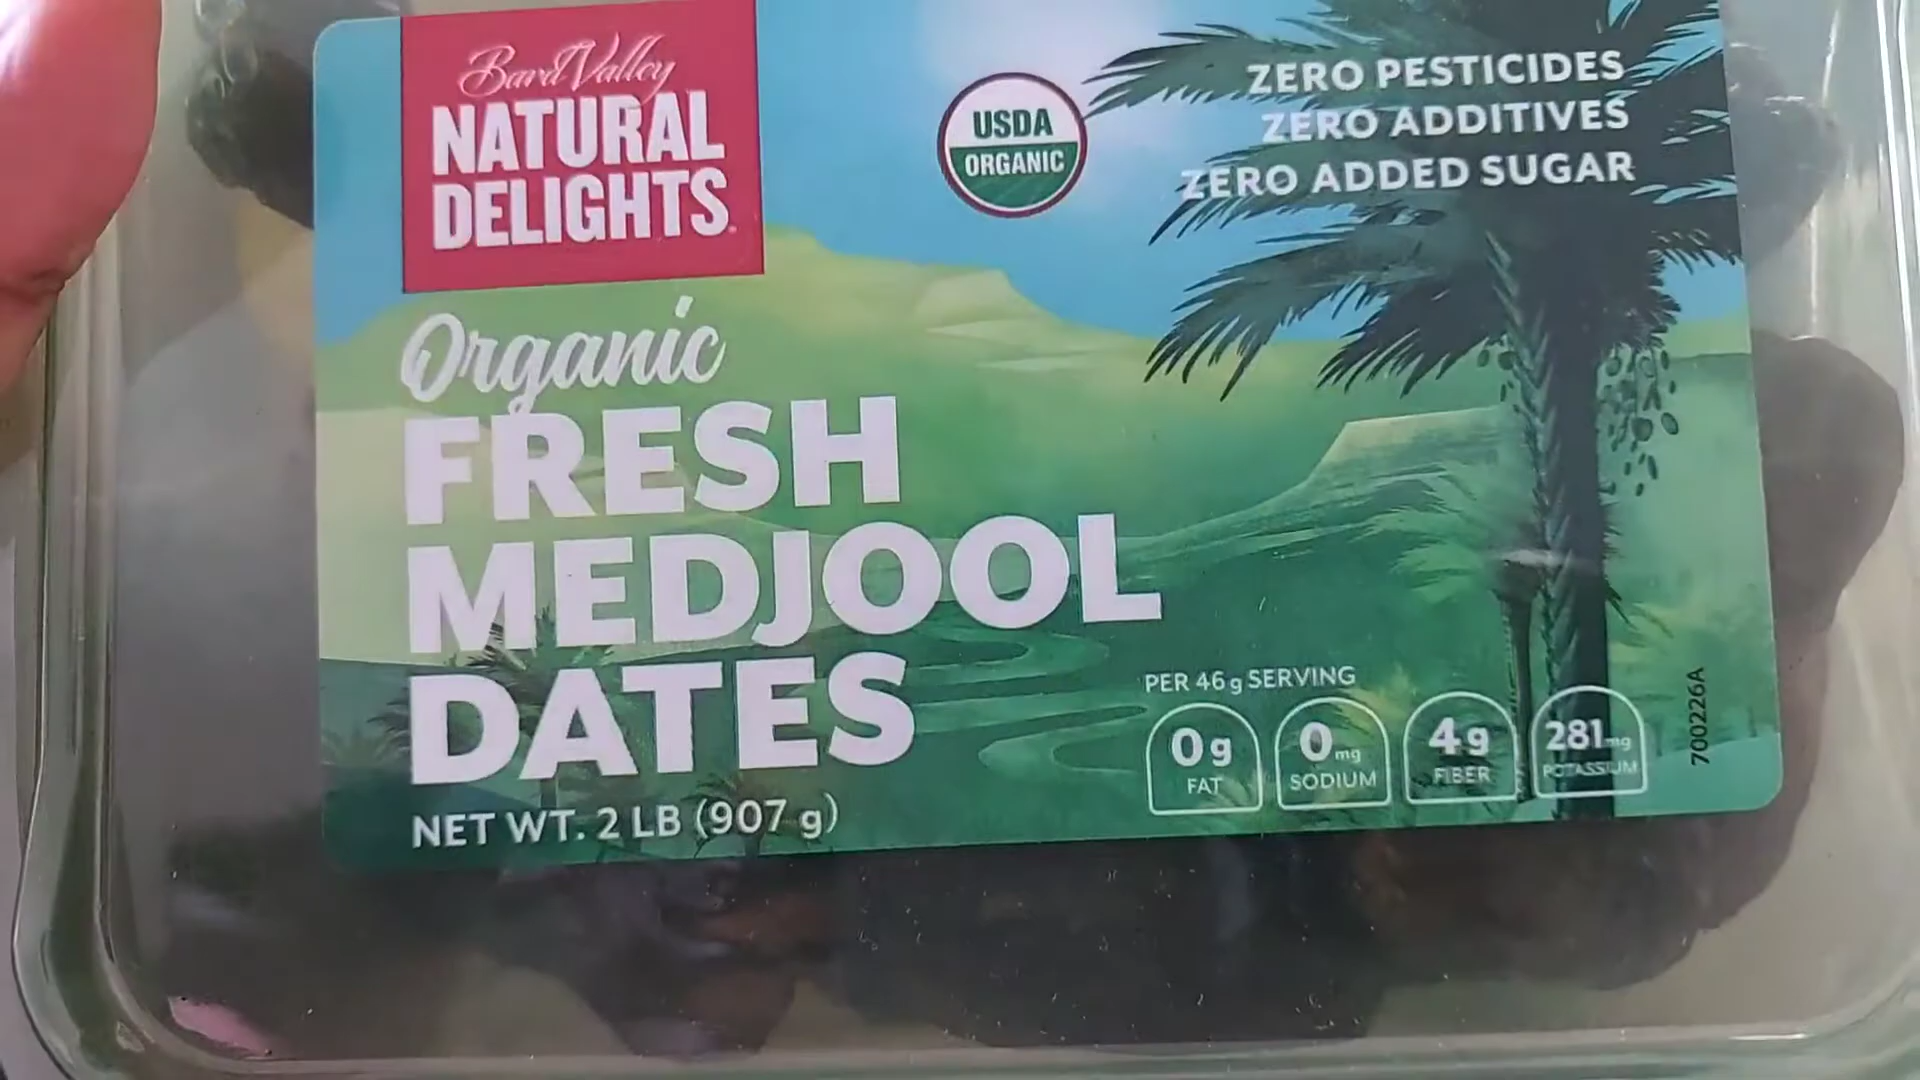 Bard Valley
NATURAL
DELIGHTS
USDA
ORGANIC
ZERO PESTICIDES
ZERO ADDITIVES
ZERO ADDED SUGAR
Organic
FRESH
MEDJOOL
DATES
NET WT. 2 LB (907 g)
PER 46 g SERVING
0g
FAT
0mg
SODIUM
4g
FIBER
281mg
POTASSIUM
700226A